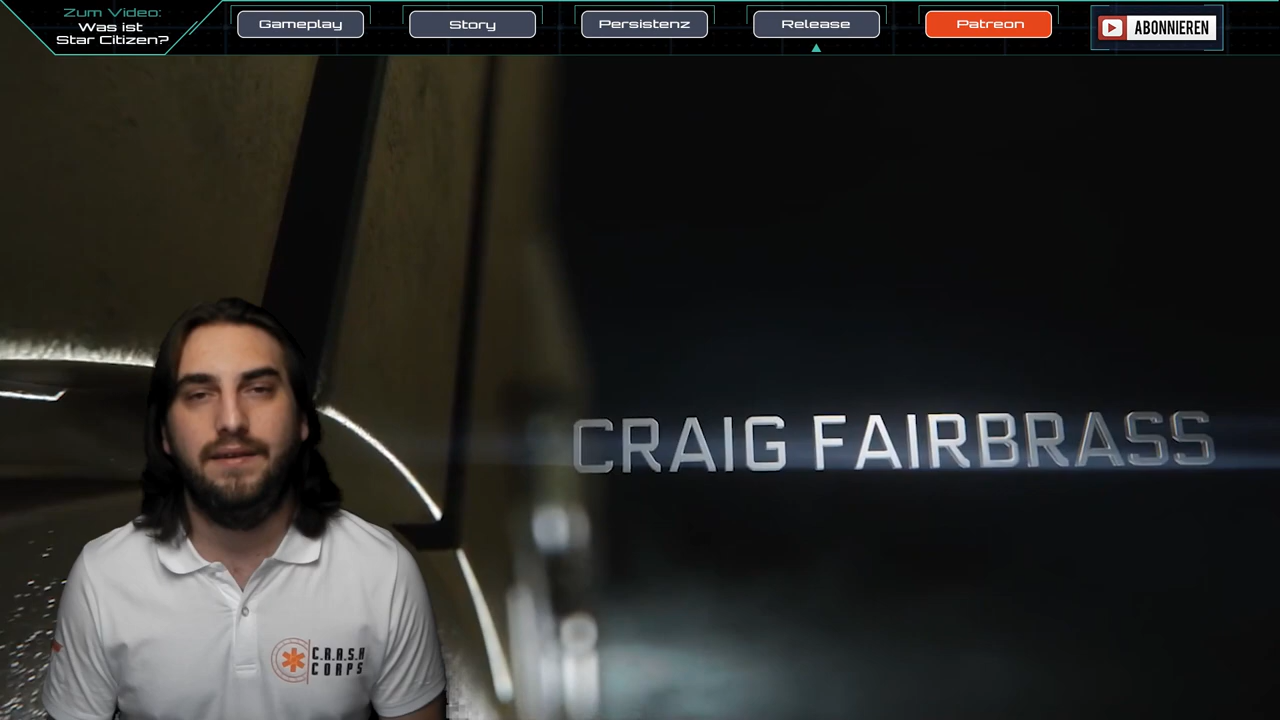 Zum Video:
Was ist
Star Citizen?
Gameplay
Story
Persistenz
Release
Patreon
ABONNIEREN
CRAIG FAIRBRASS
C.R.A.S.H
CORPS